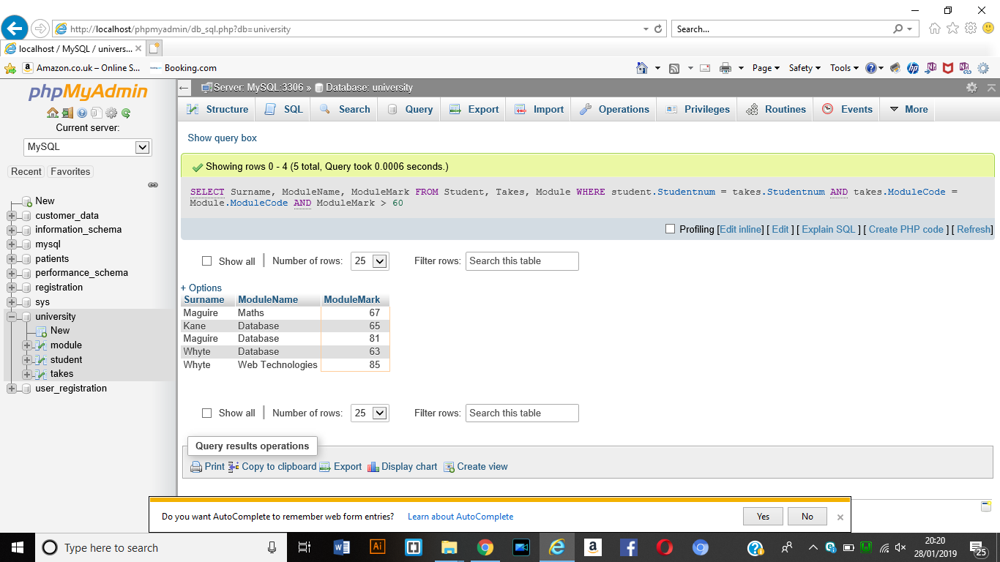 http://localhost/phpmyadmin/db_sql.php?db=university
Search...
localhost / MySQL / univers...
Amazon.co.uk – Online S...
Booking.com
Page
Safety
Tools
phpMyAdmin
Current server:
MySQL
Recent
Favorites
New
customer_data
information_schema
mysql
patients
performance_schema
registration
sys
university
New
module
student
takes
user_registration
Server: MySQL:3306 » Database: university
Structure
SQL
Search
Query
Export
Import
Operations
Privileges
Routines
Events
More
Show query box
Showing rows 0 - 4 (5 total, Query took 0.0006 seconds.)
SELECT Surname, ModuleName, ModuleMark FROM Student, Takes, Module WHERE student.Studentnum = takes.Studentnum AND takes.ModuleCode =
Module.ModuleCode AND ModuleMark > 60
Profiling [Edit inline] [ Edit ] [ Explain SQL ] [ Create PHP code ] [ Refresh]
Show all | Number of rows: 25 Filter rows: Search this table
+ Options
Surname ModuleName ModuleMark
Maguire Maths 67
Kane Database 65
Maguire Database 81
Whyte Database 63
Whyte Web Technologies 85
Show all | Number of rows: 25 Filter rows: Search this table
Query results operations
Print Copy to clipboard Export Display chart Create view
Do you want AutoComplete to remember web form entries? Learn about AutoComplete Yes No
Type here to search
20:20
28/01/2019
25